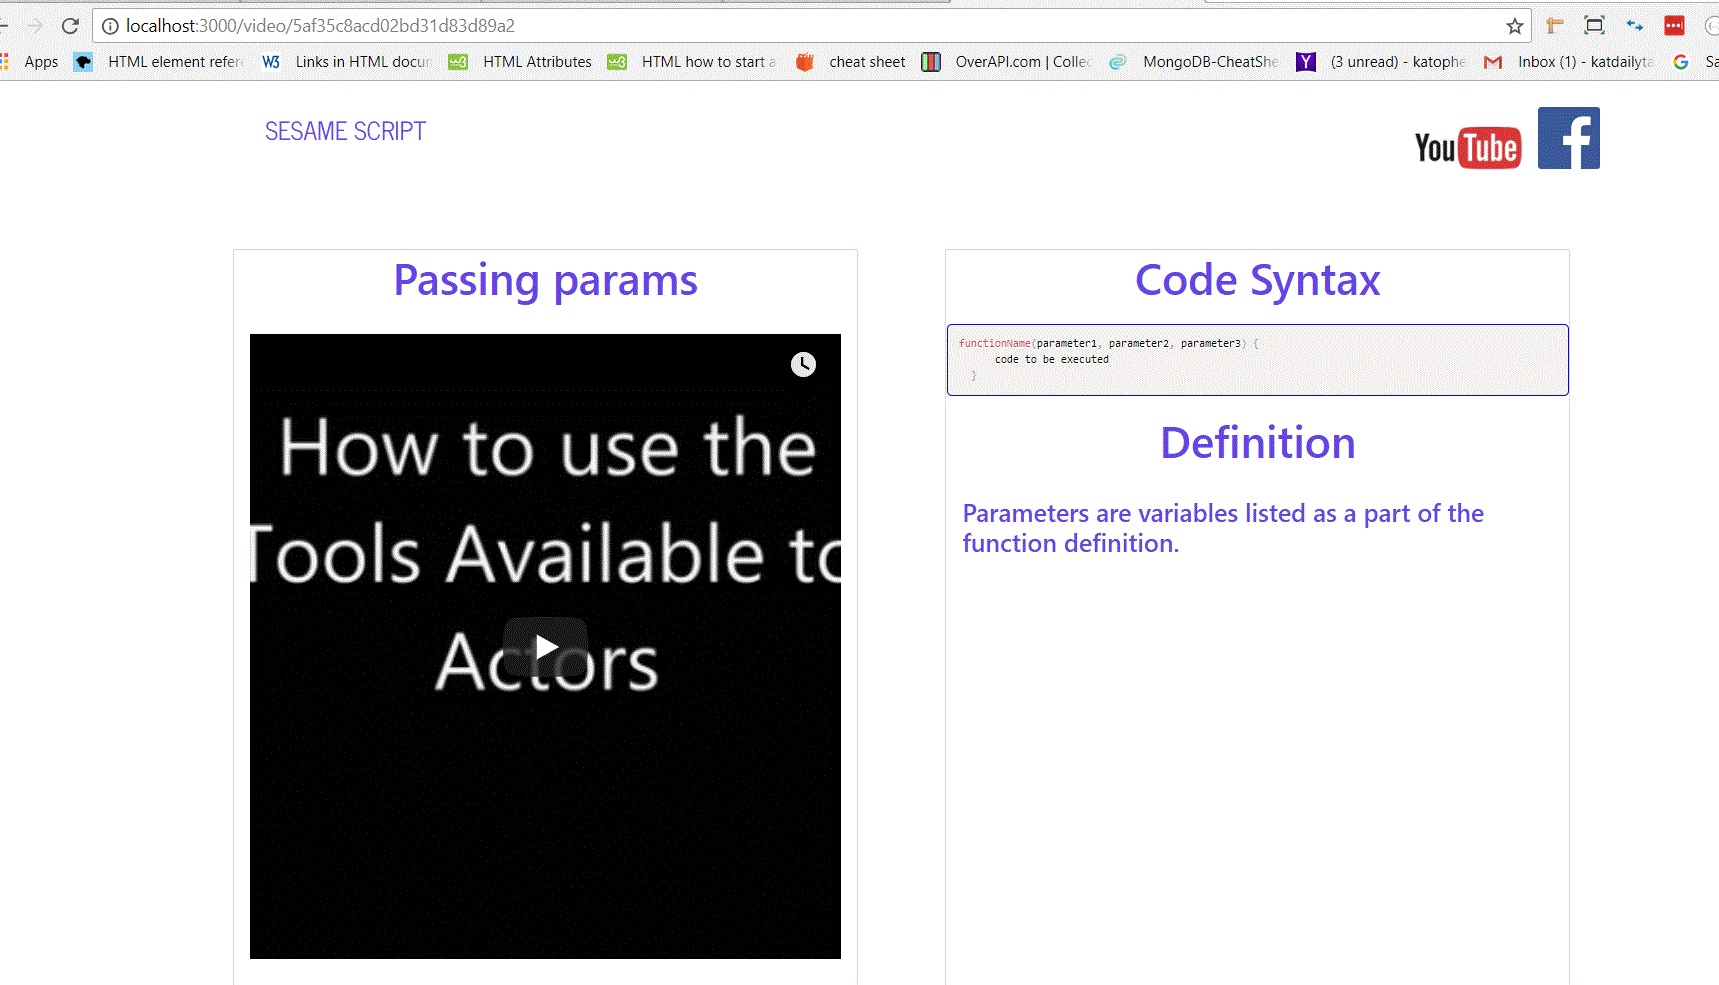 localhost:3000/video/5af35c8acd02bd31d83d89a2
Apps HTML element refer W3 Links in HTML docu HTML Attributes HTML how to start a cheat sheet OverAPI.com | Collec MongoDB-CheatShe (3 unread) - katophe Inbox (1) - katdailyta
SESAME SCRIPT
YouTube
Passing params
How to use the
Tools Available to
Actors
Code Syntax
functionName(parameter1, parameter2, parameter3) {
code to be executed
}
Definition
Parameters are variables listed as a part of the
function definition.